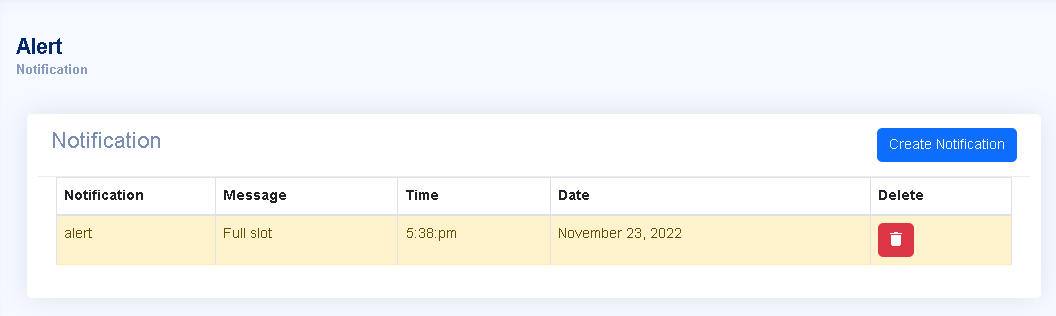 Alert
Notification
Notification
Create Notification
Notification Message Time Date Delete
alert Full slot 5:38:pm November 23, 2022